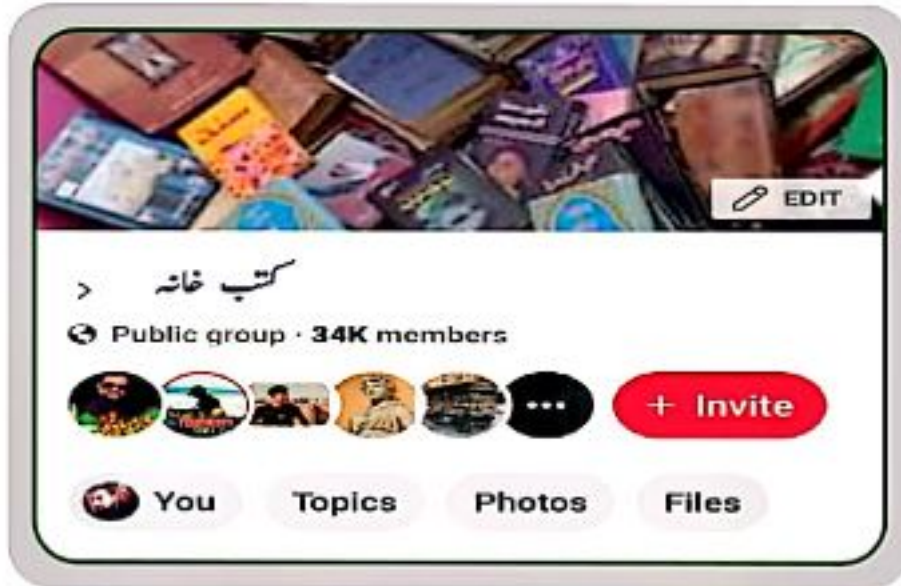 EDIT
کتب خانہ >
Public group · 34K members
+ Invite
You Topics Photos Files